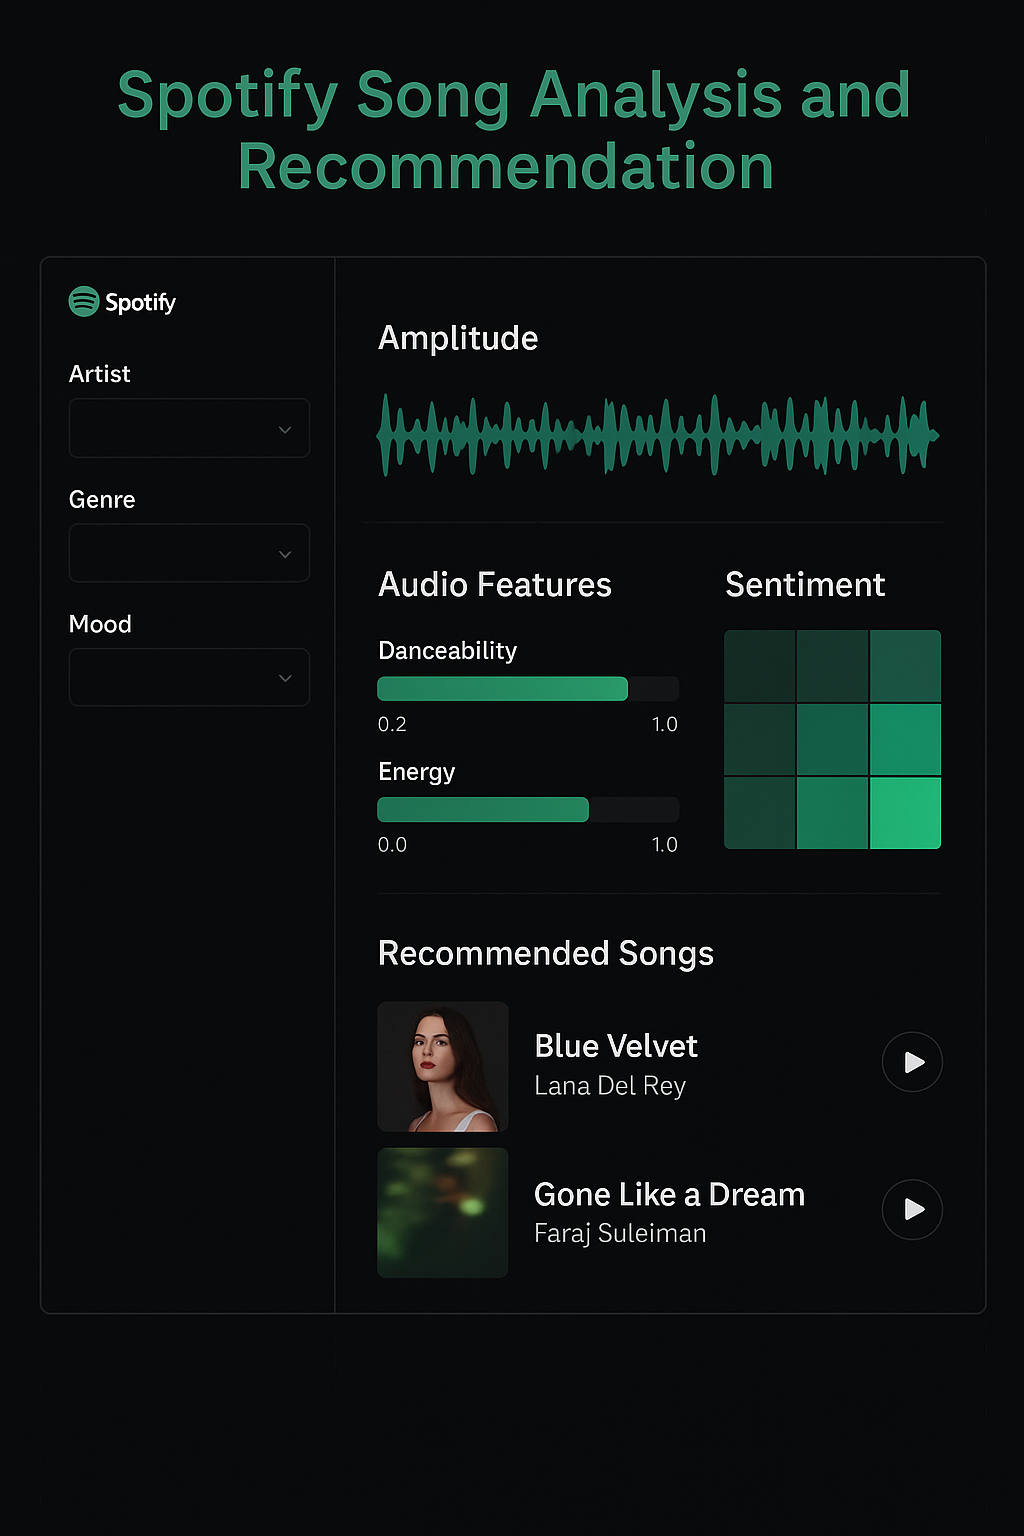 Spotify Song Analysis and
Recommendation
Spotify
Artist
Genre
Mood
Amplitude
Audio Features
Danceability
0.2 1.0
Energy
0.0 1.0
Sentiment
Recommended Songs
Blue Velvet
Lana Del Rey
Gone Like a Dream
Faraj Suleiman